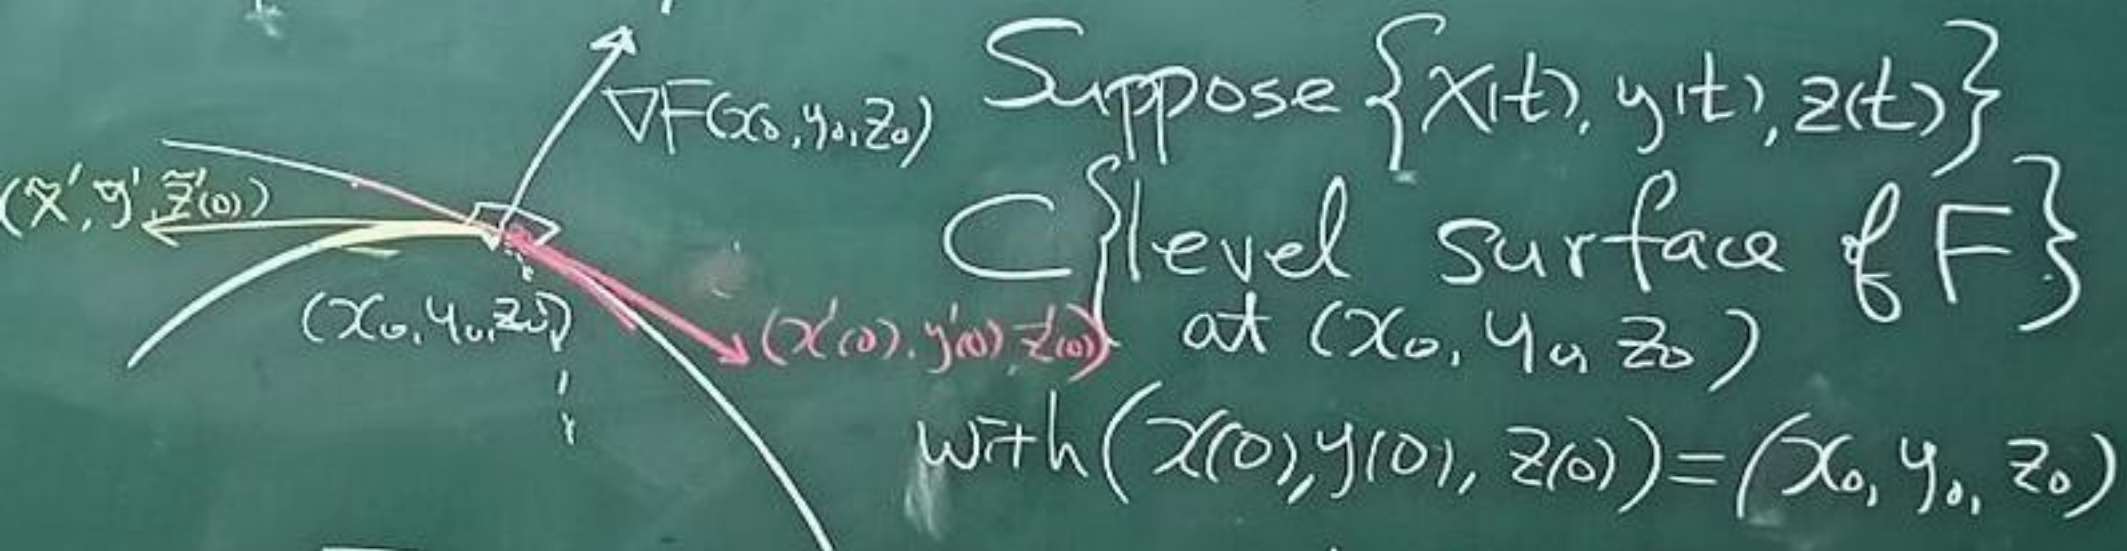 ∇F(x₀, y₀, z₀)
(x̃', ỹ', z̃'(0))
(x₀, y₀, z₀)
(x'(0), y'(0), z'(0))
Suppose {x(t), y(t), z(t)}
⊂ {level surface of F}
at (x₀, y₀, z₀)
with (x(0), y(0), z(0)) = (x₀, y₀, z₀)